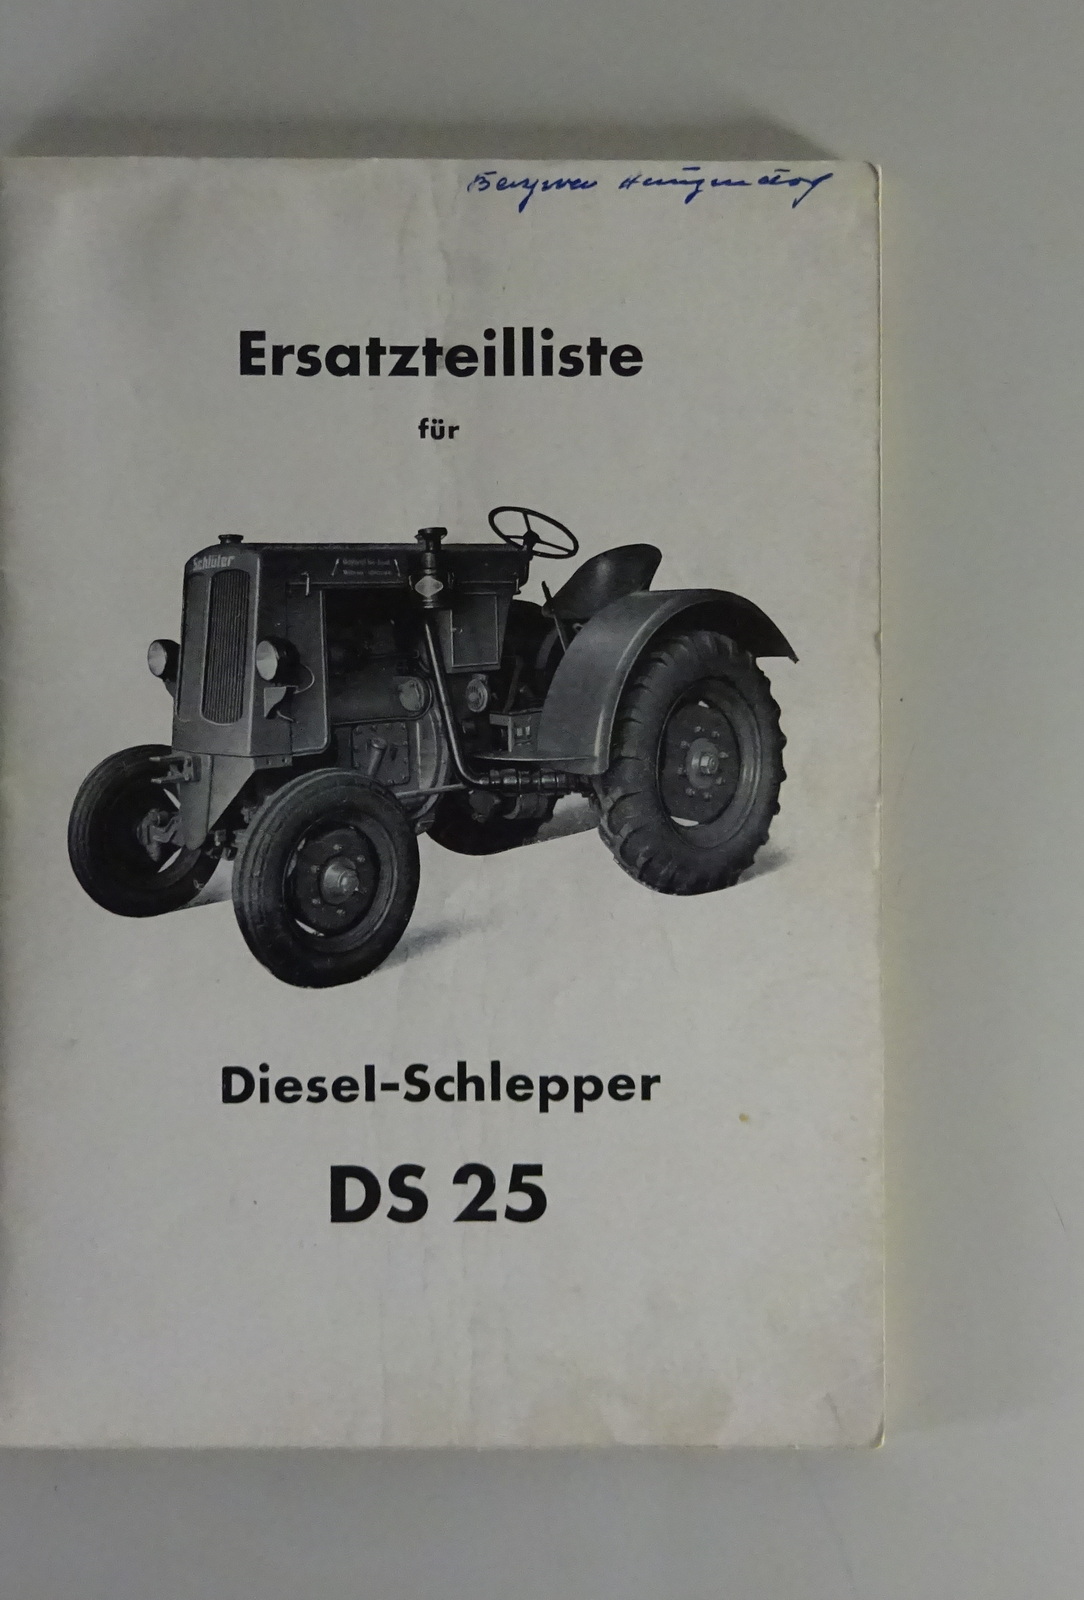 Ersatzteilliste
für
Schlüter
Diesel-Schlepper
DS 25